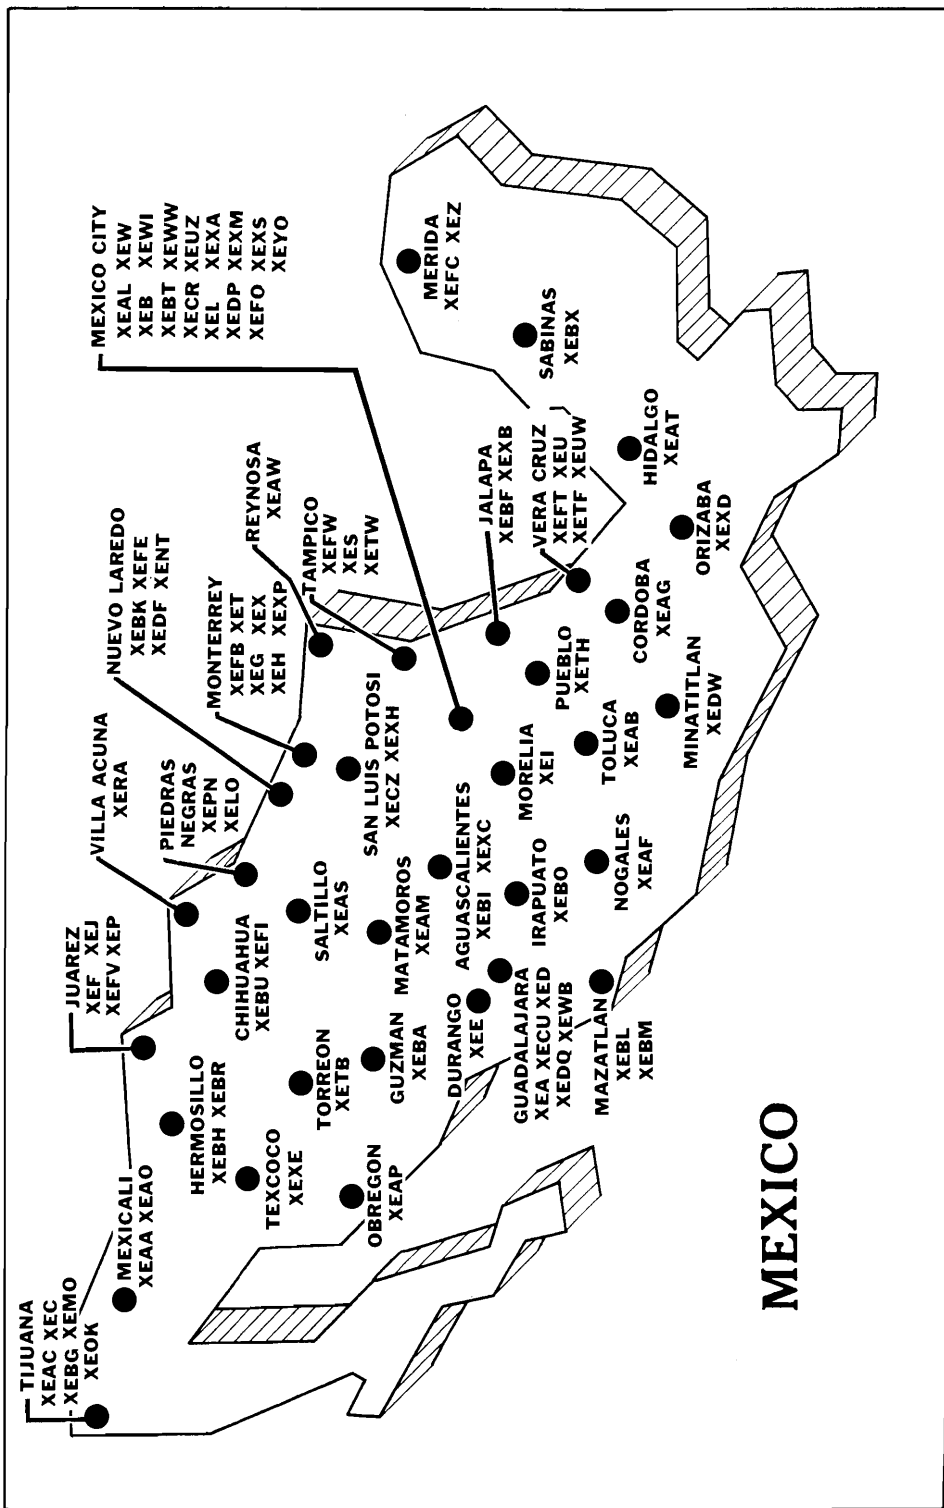 TIJUANA
XEAC XEC
XEBG XEMO
XEOK
MEXICALI
XEAA XEAO
JUAREZ
XEF XEJ
XEFV XEP
HERMOSILLO
XEBH XEBR
TEXCOCO
XEXE
OBREGON
XEAP
VILLA ACUNA
XERA
PIEDRAS
NEGRAS
XEPN
XELO
CHIHUAHUA
XEBU XEFI
TORREON
XETB
GUZMAN
XEBA
NUEVO LAREDO
XEBK XEFE
XEDF XENT
SALTILLO
XEAS
MATAMOROS
XEAM
DURANGO
XEE
GUADALAJARA
XEA XECU XED
XEDQ XEWB
MAZATLAN
XEBL
XEBM
MONTERREY
XEFB XET
XEG XEX
XEH XEXP
SAN LUIS POTOSI
XECZ XEXH
AGUASCALIENTES
XEBI XEXC
IRAPUATO
XEBO
NOGALES
XEAF
REYNOSA
XEAW
TAMPICO
XEFW
XES
XETW
MORELIA
XEI
TOLUCA
XEAB
MINATITLAN
XEDW
MEXICO CITY
XEAL XEW
XEB XEWI
XEBT XEWW
XECR XEUZ
XEL XEXA
XEDP XEXM
XEFO XEXS
XEYO
JALAPA
XEBF XEXB
VERA CRUZ
XEFT XEU
XETF XEUW
PUEBLO
XETH
CORDOBA
XEAG
ORIZABA
XEXD
HIDALGO
XEAT
MERIDA
XEFC XEZ
SABINAS
XEBX
MEXICO